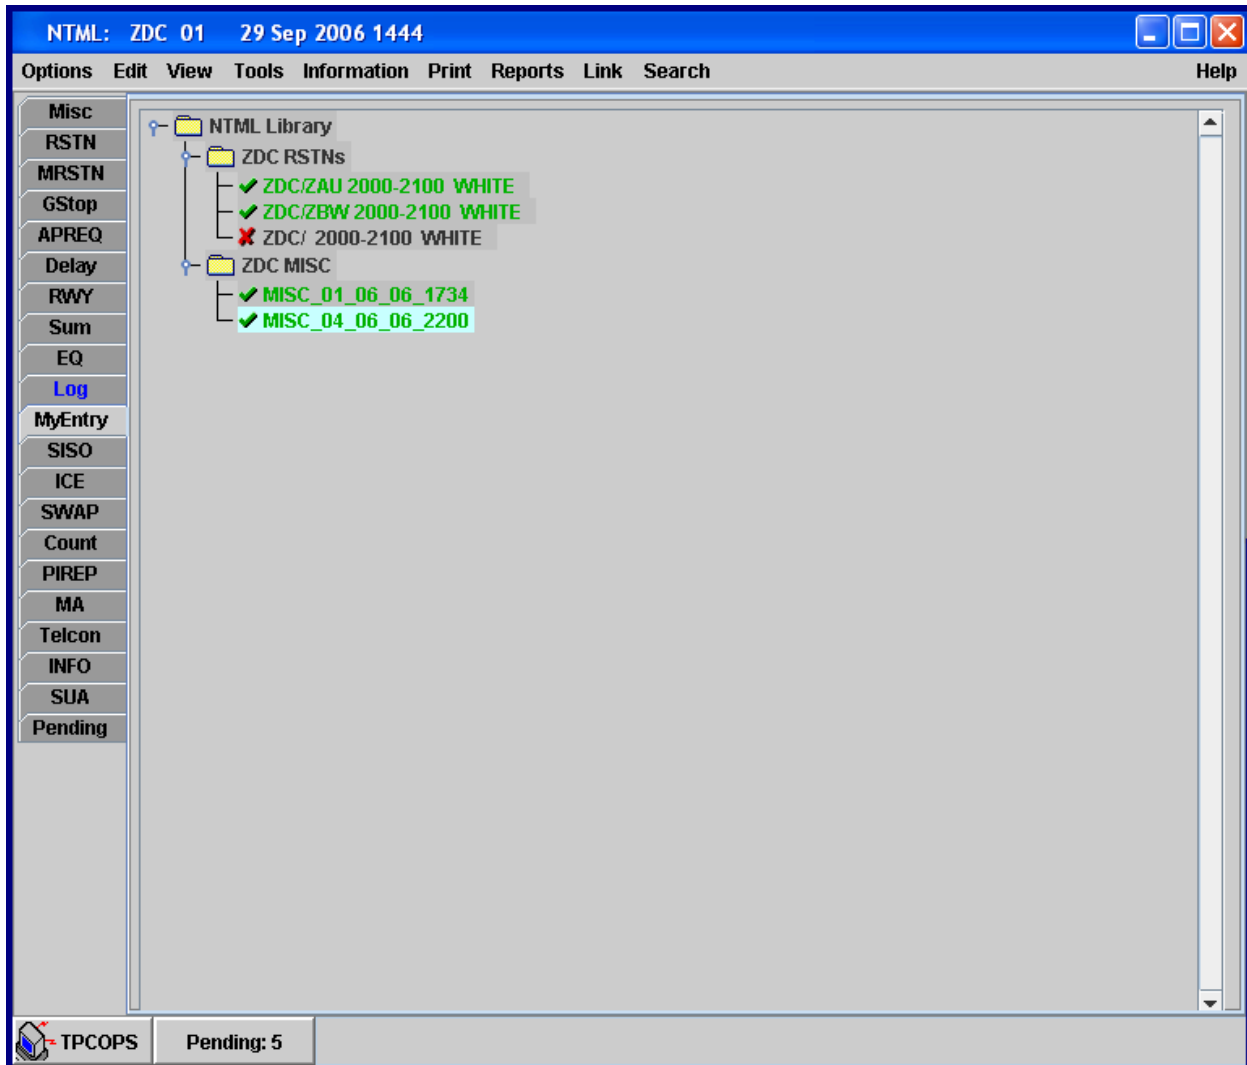 NTML: ZDC 01 29 Sep 2006 1444
Options Edit View Tools Information Print Reports Link Search Help
Misc
RSTN
MRSTN
GStop
APREQ
Delay
RWY
Sum
EQ
Log
MyEntry
SISO
ICE
SWAP
Count
PIREP
MA
Telcon
INFO
SUA
Pending
NTML Library
ZDC RSTNs
ZDC/ZAU 2000-2100 WHITE
ZDC/ZBW 2000-2100 WHITE
ZDC/ 2000-2100 WHITE
ZDC MISC
MISC_01_06_06_1734
MISC_04_06_06_2200
TPCOPS Pending: 5